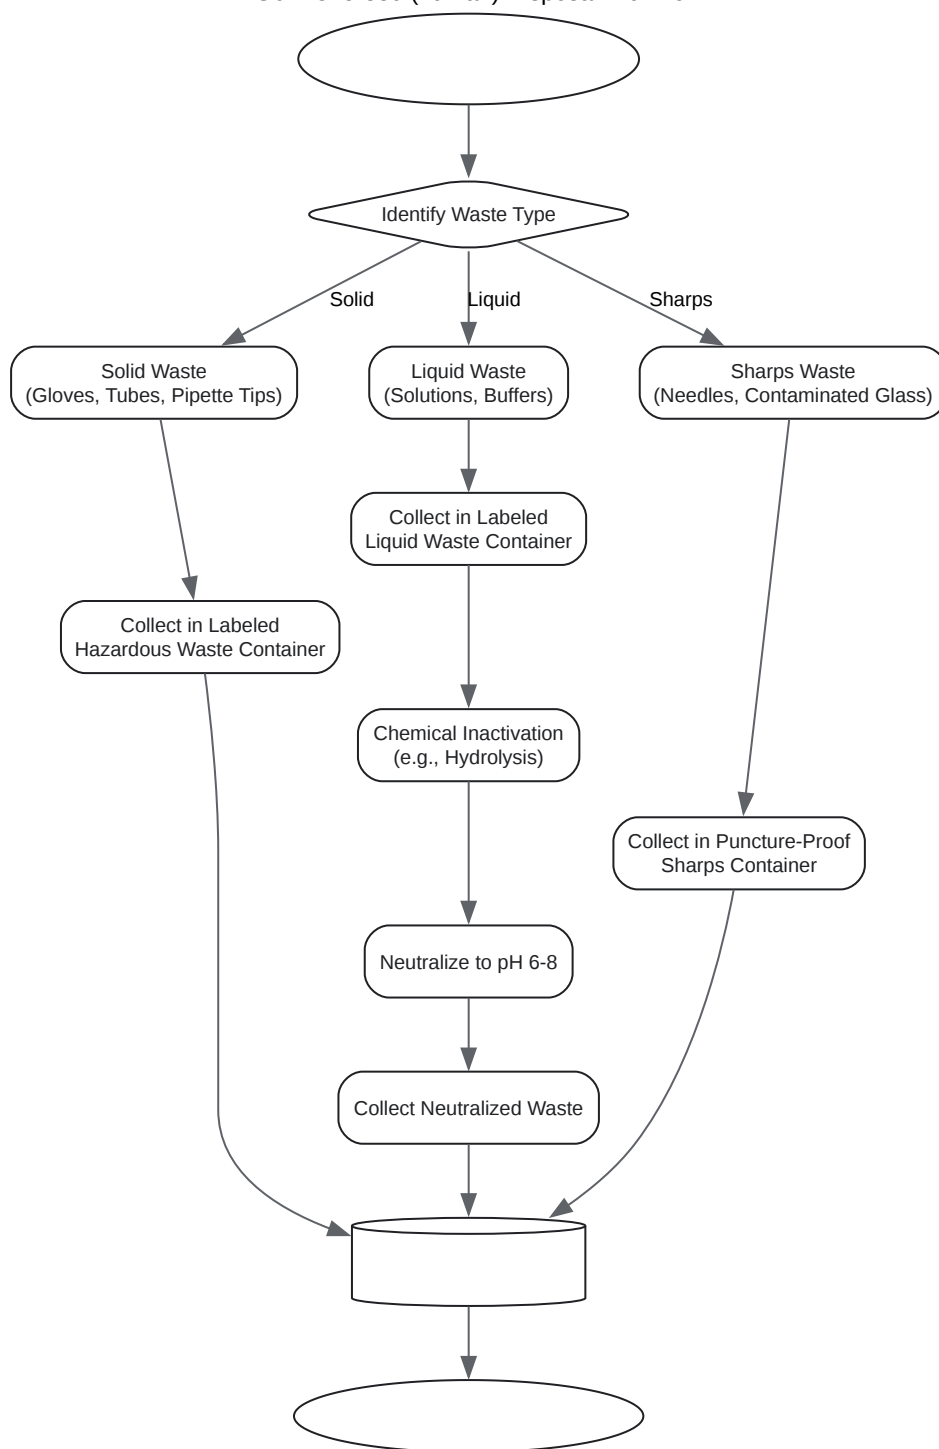 Identify Waste Type
Solid
Liquid
Sharps
Solid Waste
(Gloves, Tubes, Pipette Tips)
Liquid Waste
(Solutions, Buffers)
Sharps Waste
(Needles, Contaminated Glass)
Collect in Labeled
Liquid Waste Container
Collect in Labeled
Hazardous Waste Container
Chemical Inactivation
(e.g., Hydrolysis)
Collect in Puncture-Proof
Sharps Container
Neutralize to pH 6-8
Collect Neutralized Waste